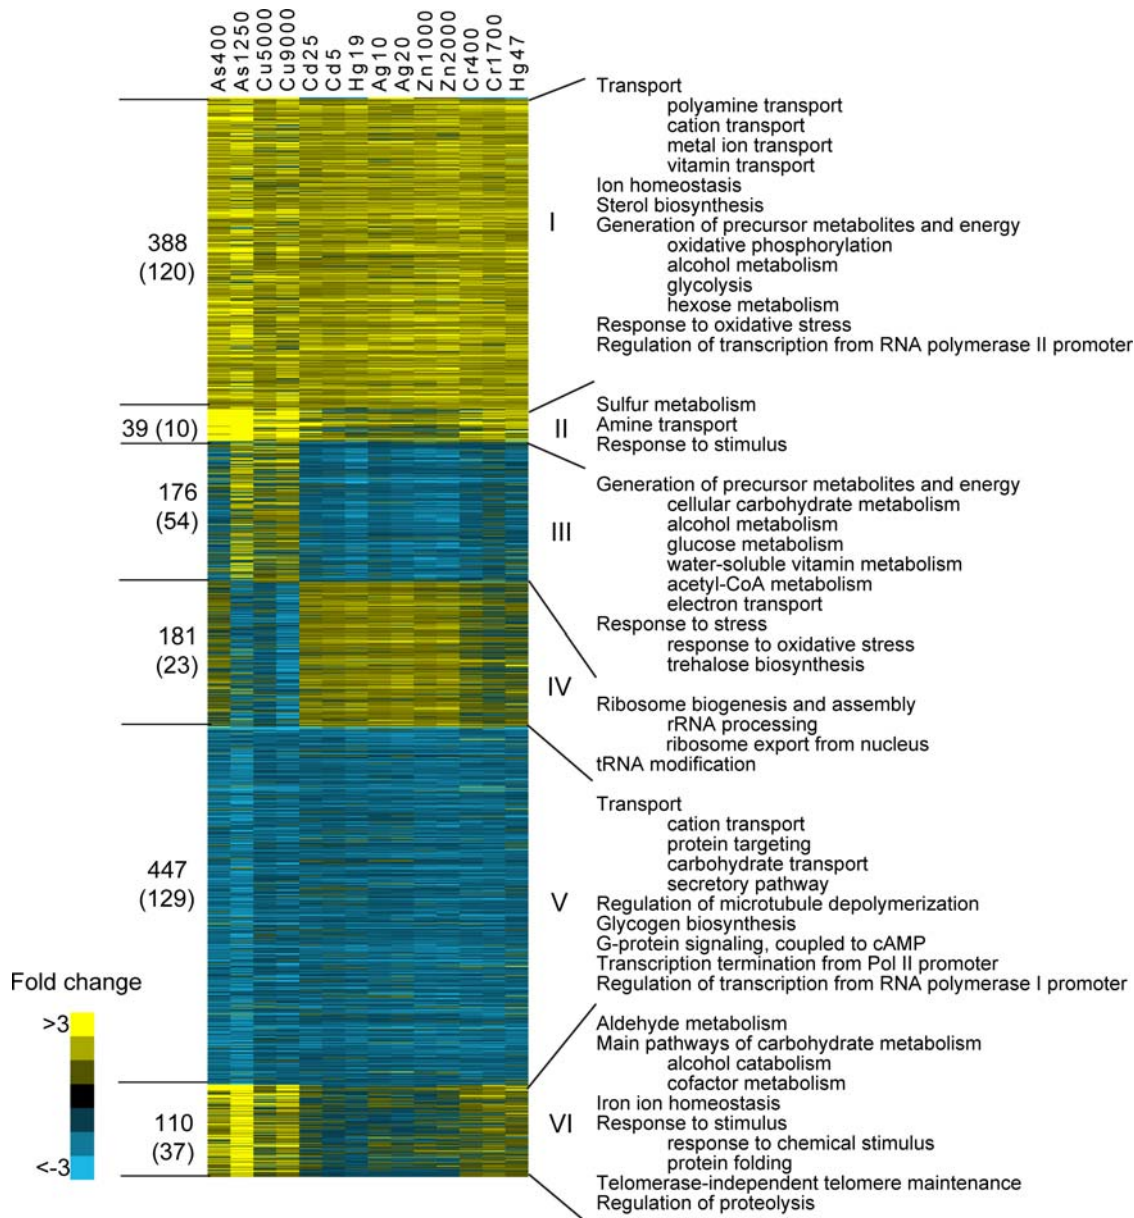 As400
As1250
Cu5000
Cu9000
Cd25
Cd5
Hg19
Ag10
Ag20
Zn1000
Zn2000
Cr400
Cr1700
Hg47
388
(120)
I
Transport
polyamine transport
cation transport
metal ion transport
vitamin transport
Ion homeostasis
Sterol biosynthesis
Generation of precursor metabolites and energy
oxidative phosphorylation
alcohol metabolism
glycolysis
hexose metabolism
Response to oxidative stress
Regulation of transcription from RNA polymerase II promoter
39 (10)
II
Sulfur metabolism
Amine transport
Response to stimulus
176
(54)
III
Generation of precursor metabolites and energy
cellular carbohydrate metabolism
alcohol metabolism
glucose metabolism
water-soluble vitamin metabolism
acetyl-CoA metabolism
electron transport
Response to stress
response to oxidative stress
trehalose biosynthesis
181
(23)
IV
Ribosome biogenesis and assembly
rRNA processing
ribosome export from nucleus
tRNA modification
447
(129)
V
Transport
cation transport
protein targeting
carbohydrate transport
secretory pathway
Regulation of microtubule depolymerization
Glycogen biosynthesis
G-protein signaling, coupled to cAMP
Transcription termination from Pol II promoter
Regulation of transcription from RNA polymerase I promoter
110
(37)
VI
Aldehyde metabolism
Main pathways of carbohydrate metabolism
alcohol catabolism
cofactor metabolism
Iron ion homeostasis
Response to stimulus
response to chemical stimulus
protein folding
Telomerase-independent telomere maintenance
Regulation of proteolysis
Fold change
>3
<-3